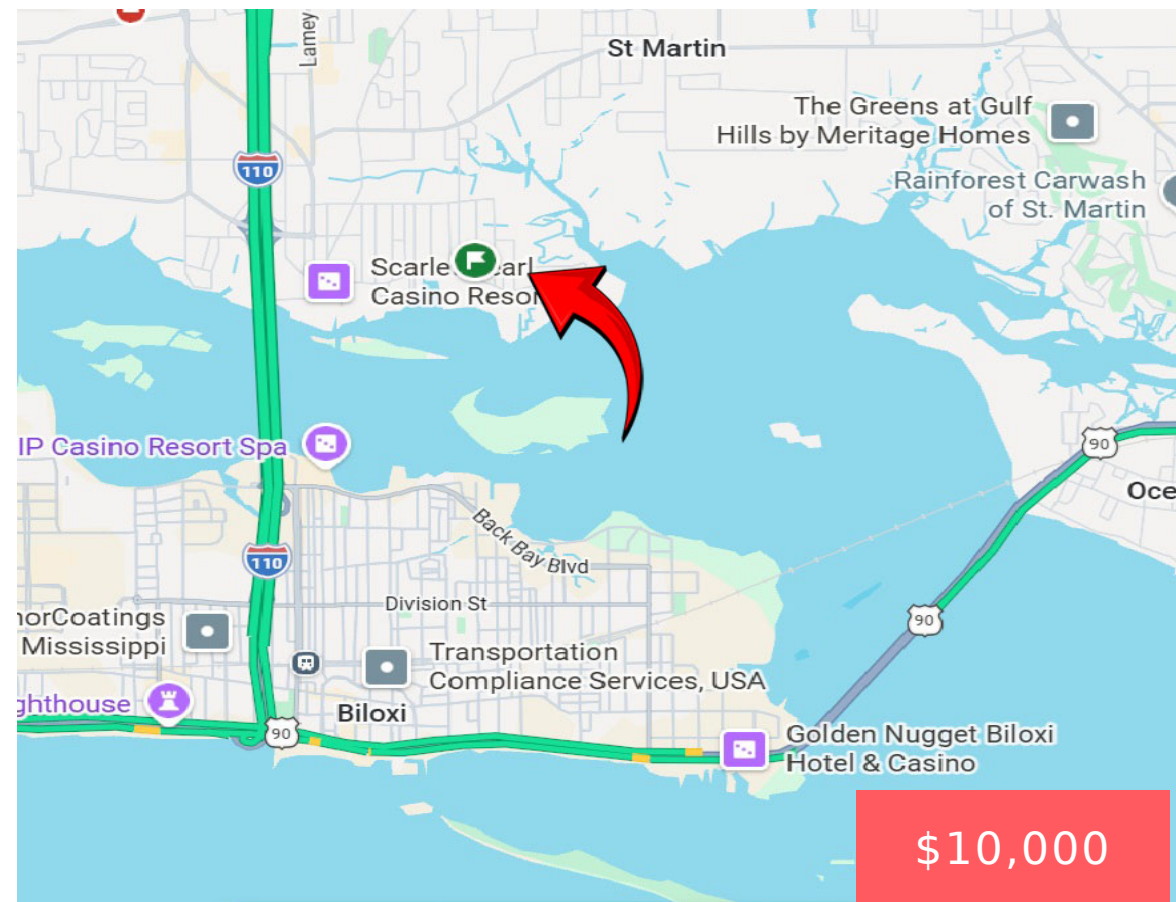 Lamey
St Martin
The Greens at Gulf
Hills by Meritage Homes
110
Rainforest Carwash
of St. Martin
Casino Resor
IP Casino Resort Spa
90
Oce
Back Bay Blvd
110
Division St
90
norCoatings
Mississippi
Transportation
Compliance Services, USA
ghthouse
Biloxi
90
Golden Nugget Biloxi
Hotel & Casino
$10,000